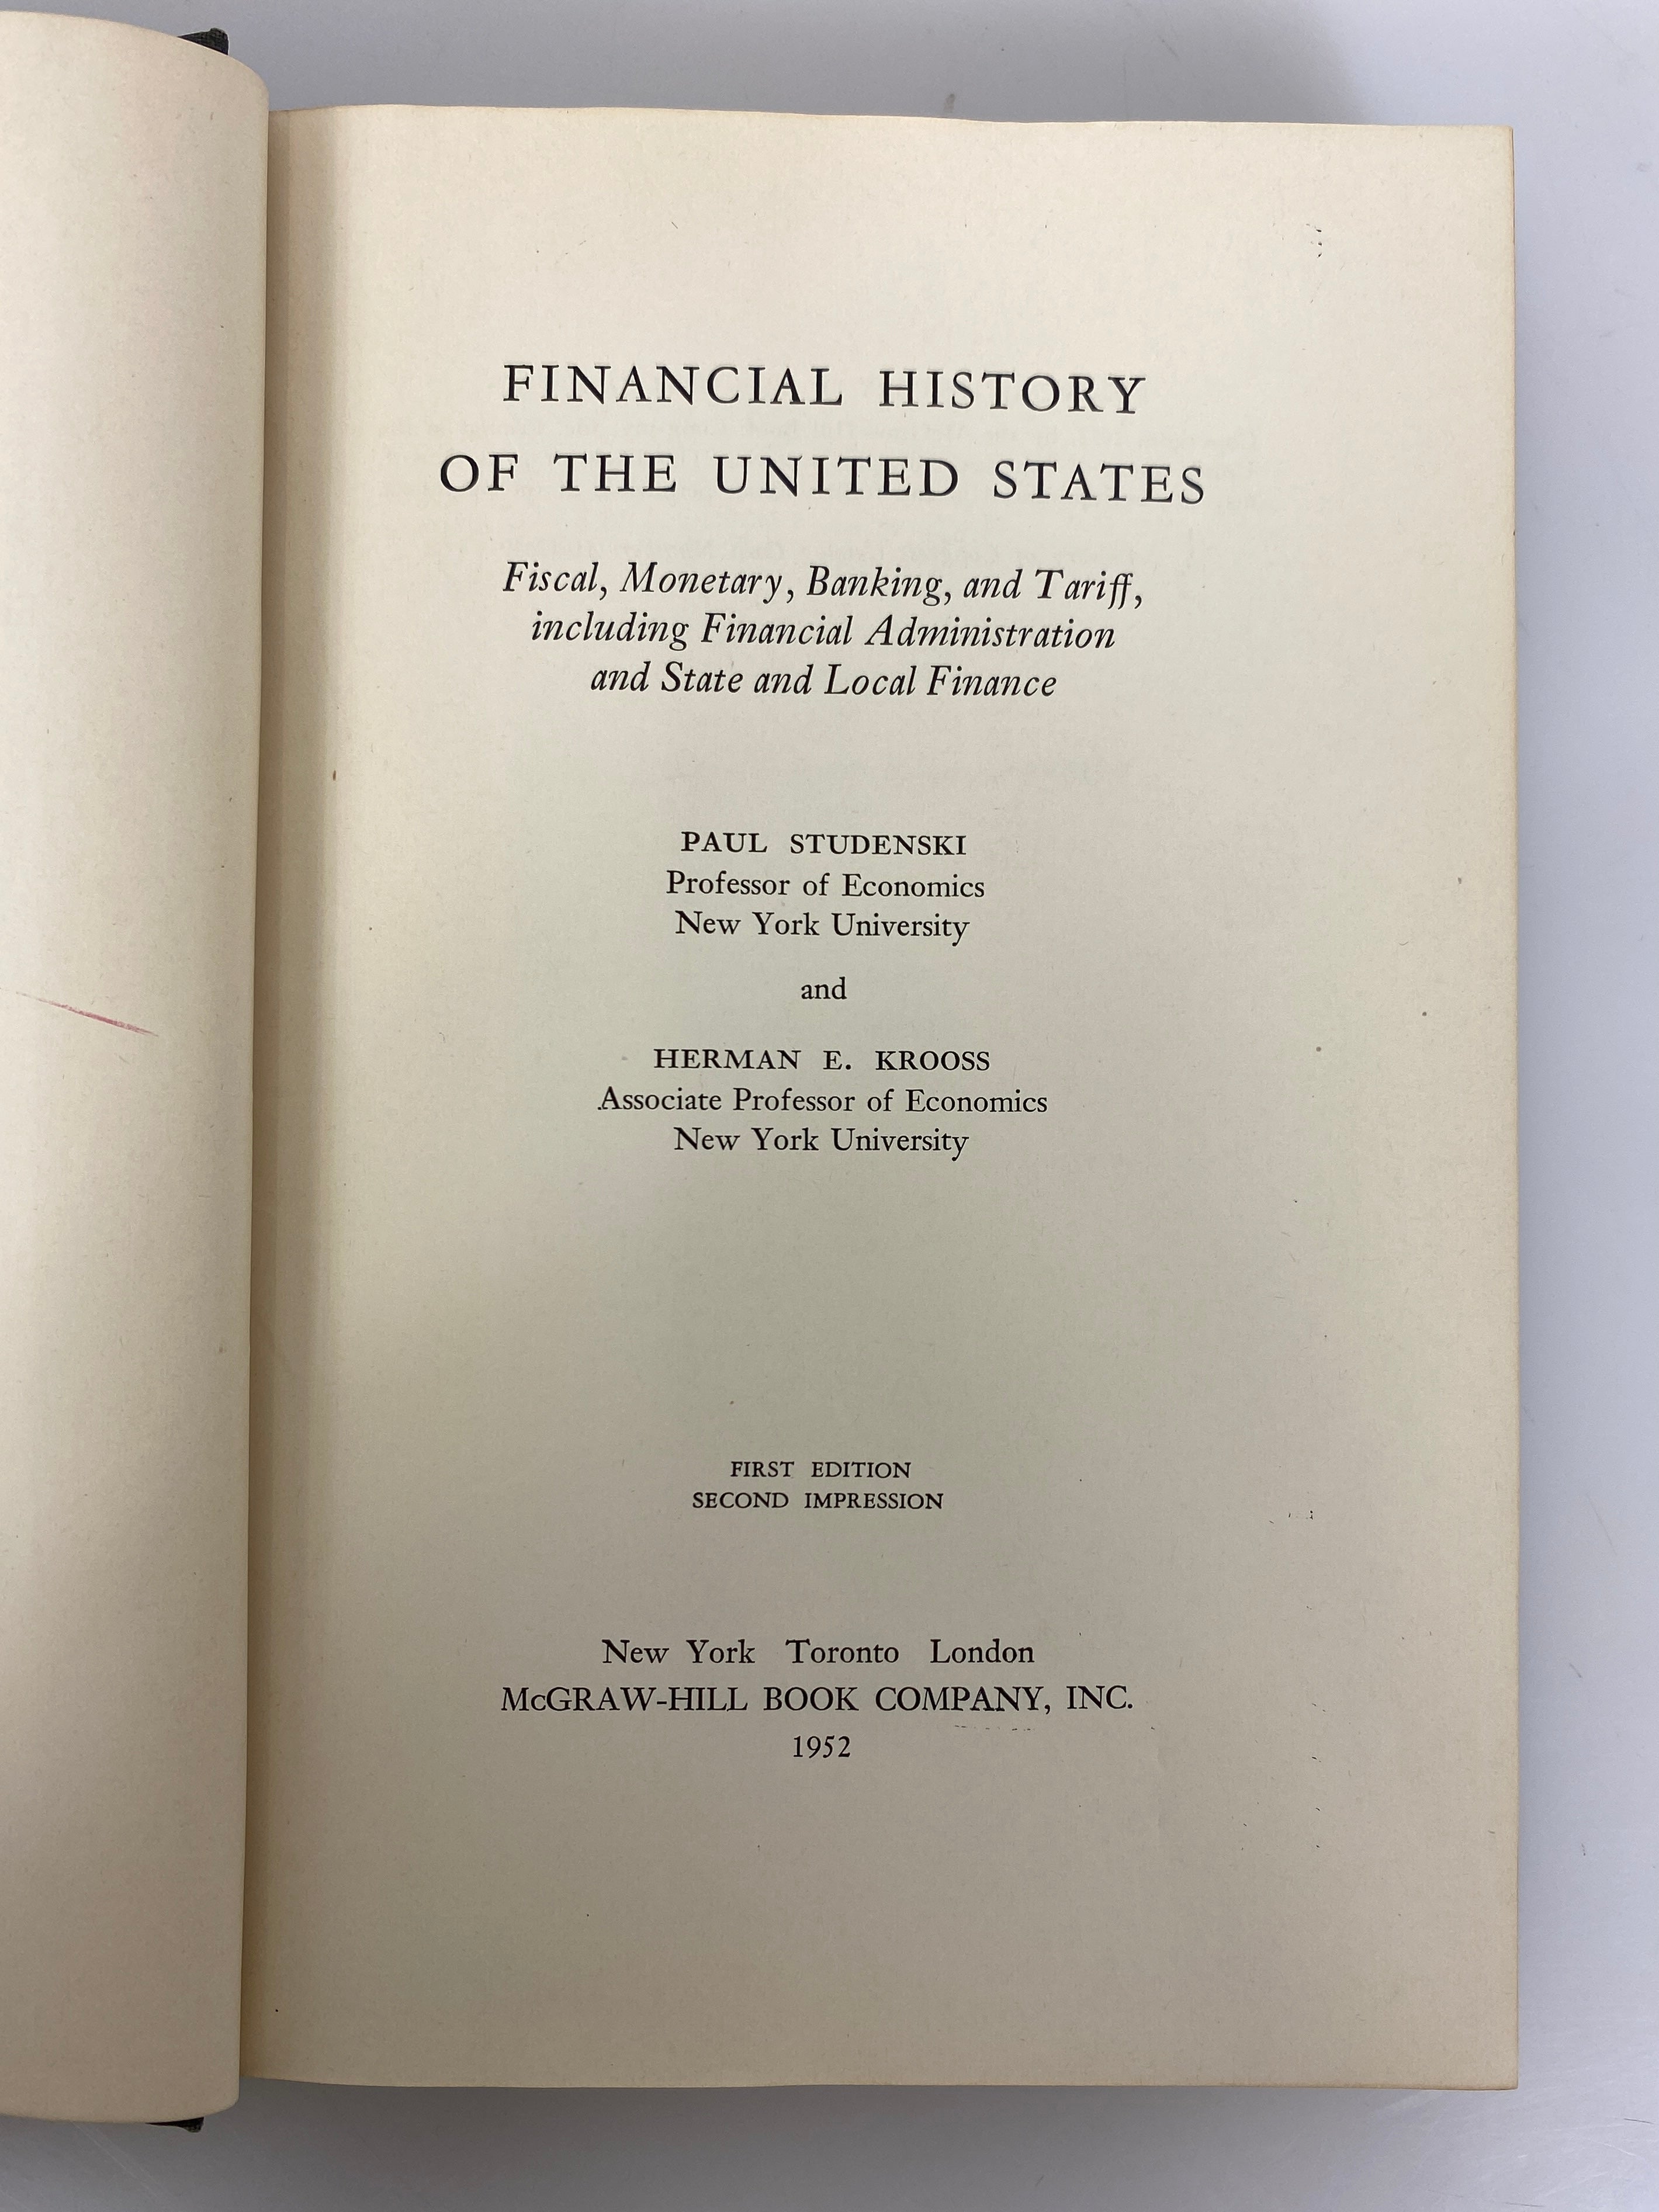 FINANCIAL HISTORY
OF THE UNITED STATES
Fiscal, Monetary, Banking, and Tariff,
including Financial Administration
and State and Local Finance
PAUL STUDENSKI
Professor of Economics
New York University
and
HERMAN E. KROOSS
Associate Professor of Economics
New York University
FIRST EDITION
SECOND IMPRESSION
New York Toronto London
McGRAW-HILL BOOK COMPANY, INC.
1952